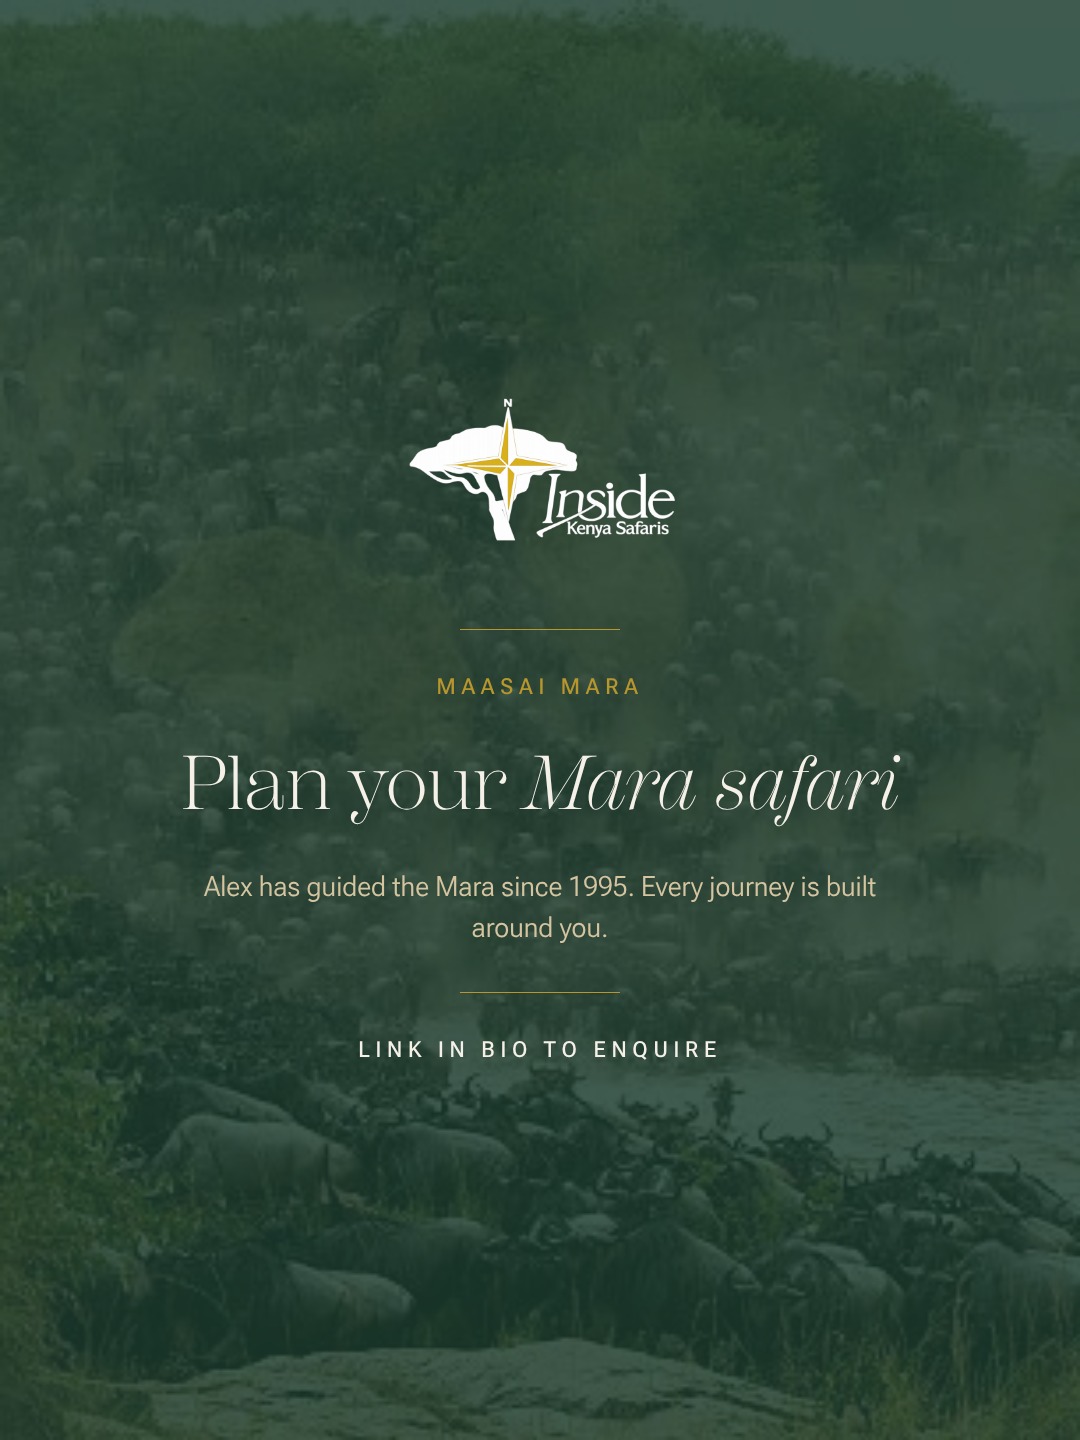 N
Inside
Kenya Safaris
MAASAI MARA
Plan your Mara safari
Alex has guided the Mara since 1995. Every journey is built
around you.
LINK IN BIO TO ENQUIRE